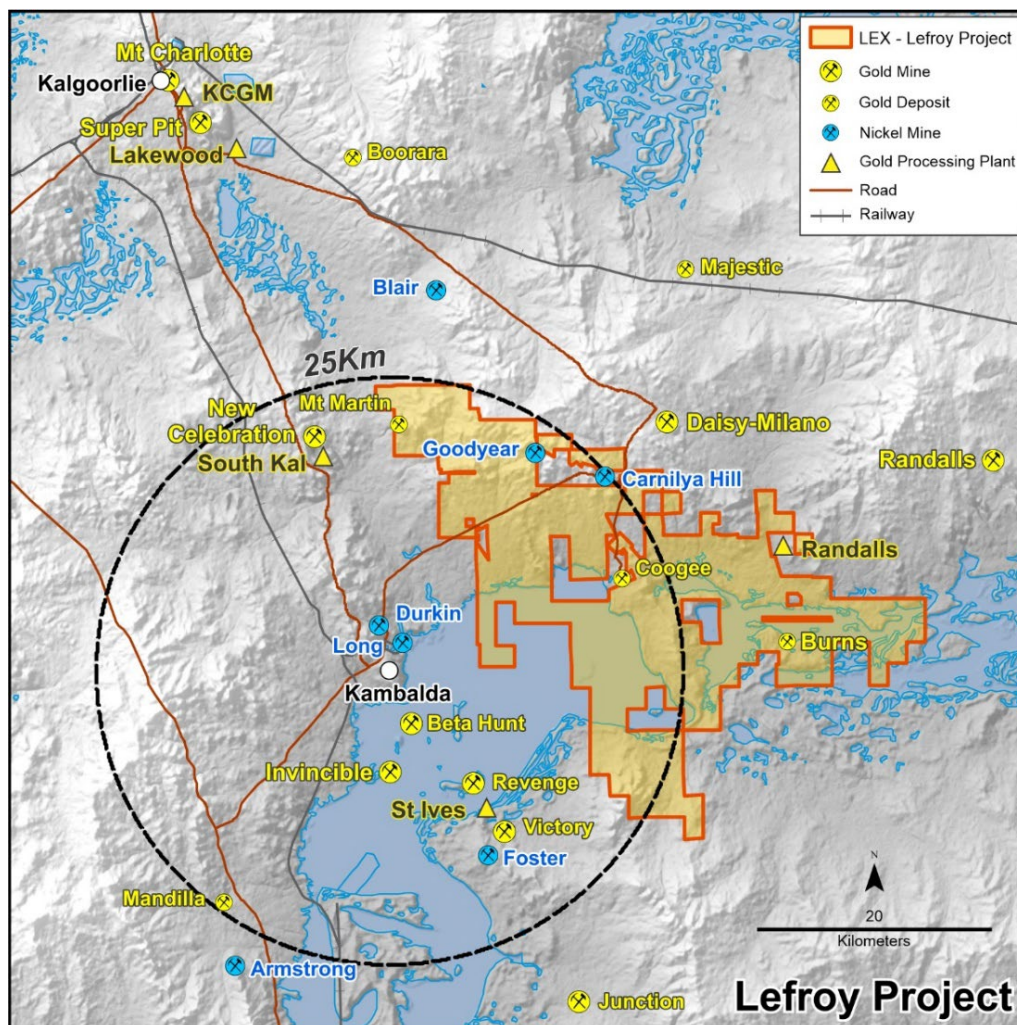 Mt Charlotte
Kalgoorlie
KCGM
Super Pit
Lakewood
Boorara
LEX - Lefroy Project
Gold Mine
Gold Deposit
Nickel Mine
Gold Processing Plant
Road
Railway
Majestic
Blair
25Km
New
Celebration
Mt Martin
South Kal
Goodyear
Daisy-Milano
Carnilya Hill
Randalls
Randalls
Coogee
Durkin
Long
Burns
Kambalda
Beta Hunt
Invincible
Revenge
St Ives
Victory
Foster
Mandilla
Armstrong
Junction
N
20
Kilometers
Lefroy Project